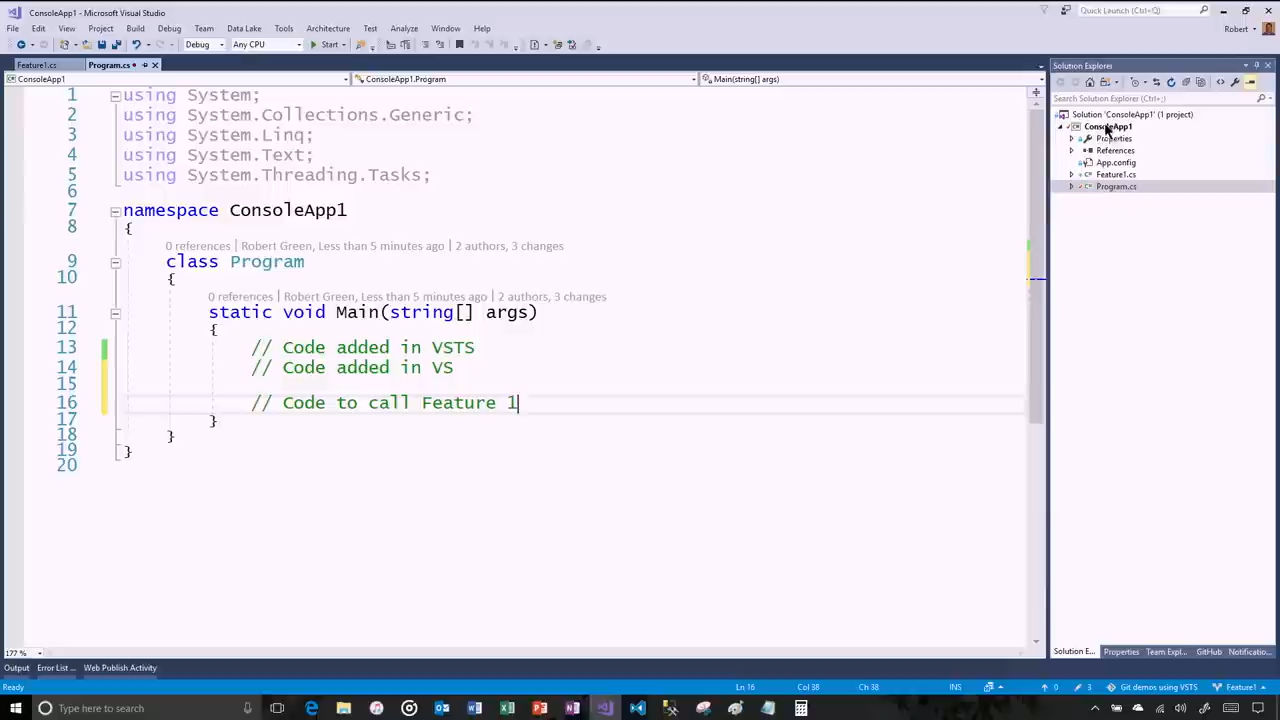 ConsoleApp1 - Microsoft Visual Studio
Quick Launch (Ctrl+Q)
File Edit View Project Build Debug Team Data Lake Tools Architecture Test Analyze Window Help
Robert
Debug Any CPU Start
Feature1.cs Program.cs
Solution Explorer
ConsoleApp1 ConsoleApp1.Program Main(string[] args)
Search Solution Explorer (Ctrl+;)
Solution 'ConsoleApp1' (1 project)
ConsoleApp1
Properties
References
App.config
Feature1.cs
Program.cs
1 using System;
2 using System.Collections.Generic;
3 using System.Linq;
4 using System.Text;
5 using System.Threading.Tasks;
6
7 namespace ConsoleApp1
8 {
0 references | Robert Green, Less than 5 minutes ago | 2 authors, 3 changes
9 class Program
10 {
0 references | Robert Green, Less than 5 minutes ago | 2 authors, 3 changes
11 static void Main(string[] args)
12 {
13 // Code added in VSTS
14 // Code added in VS
15
16 // Code to call Feature 1
17 }
18 }
19 }
20
177 %
Solution E... Properties Team Expl... GitHub Notificatio...
Output Error List ... Web Publish Activity
Ready Ln 16 Col 38 Ch 38 INS 0 3 Git demos using VSTS Feature1
Type here to search